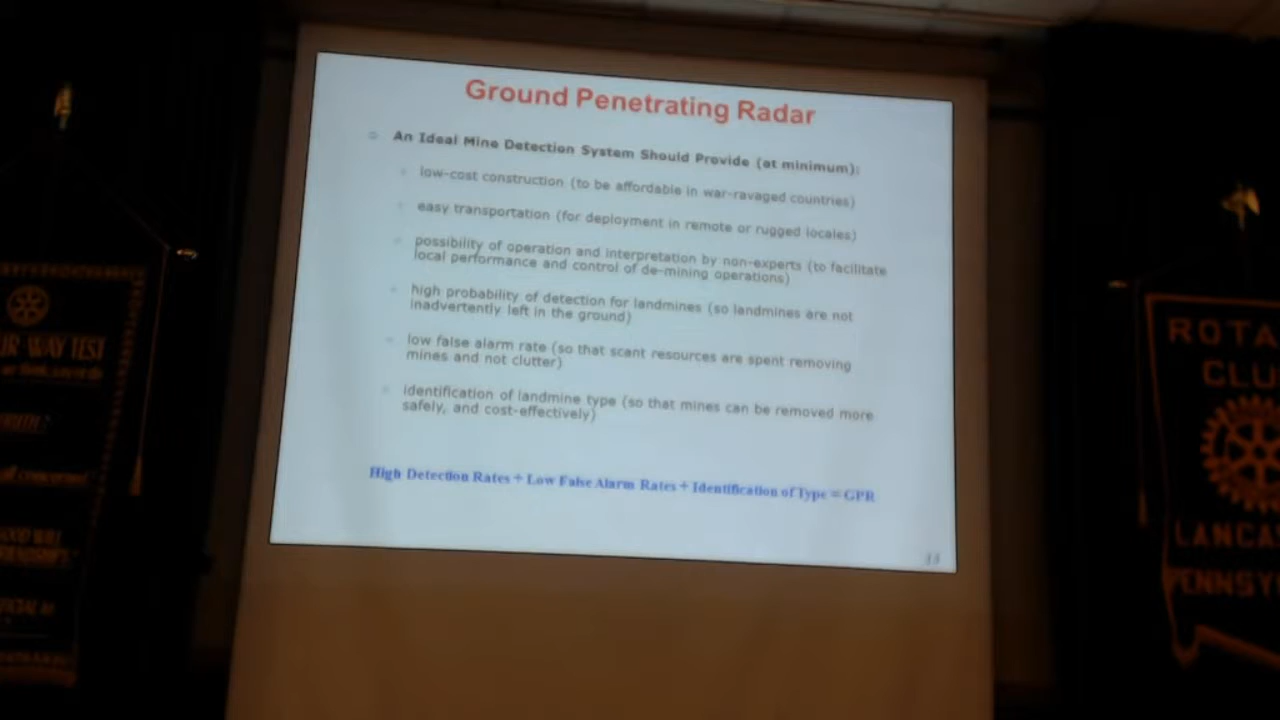 Ground Penetrating Radar
An Ideal Mine Detection System Should Provide (at minimum):
low-cost construction (to be affordable in war-ravaged countries)
easy transportation (for deployment in remote or rugged locales)
possibility of operation and interpretation by non-experts (to facilitate
local performance and control of de-mining operations)
high probability of detection for landmines (so landmines are not
inadvertently left in the ground)
low false alarm rate (so that scant resources are spent removing
mines and not clutter)
identification of landmine type (so that mines can be removed more
safely, and cost-effectively)
High Detection Rates + Low False Alarm Rates + Identification of Type = GPR
13
UR WAY TEST
ROTA
CLU
LANCA
PENNSY